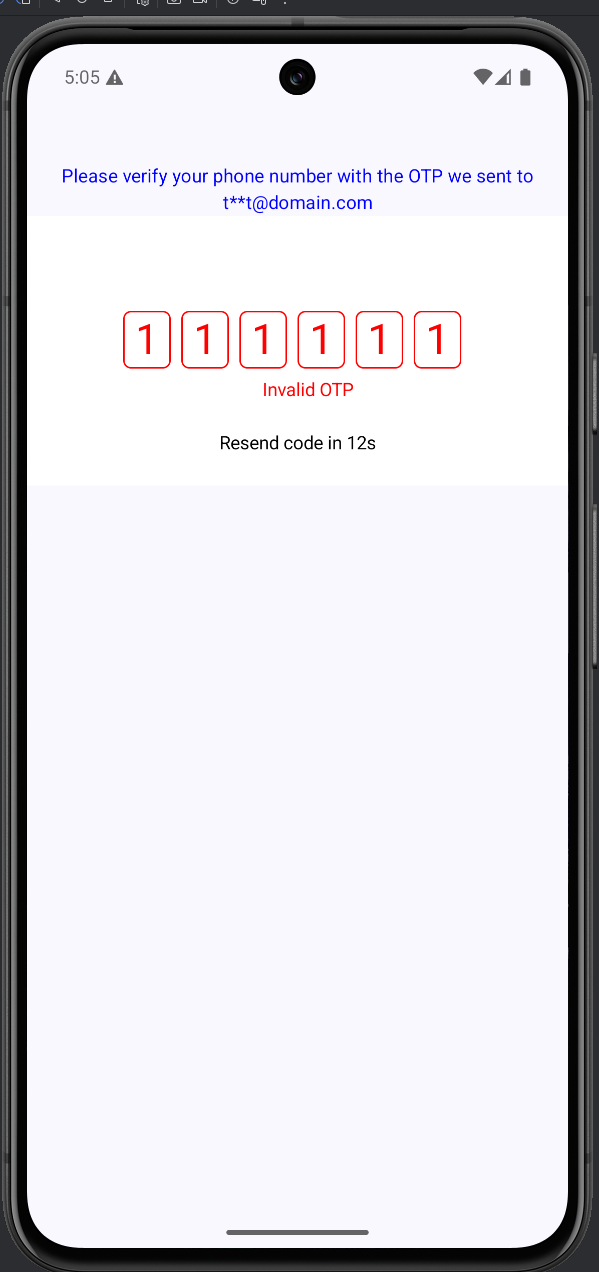 5:05
Please verify your phone number with the OTP we sent to
t**t@domain.com
1 1 1 1 1 1
Invalid OTP
Resend code in 12s